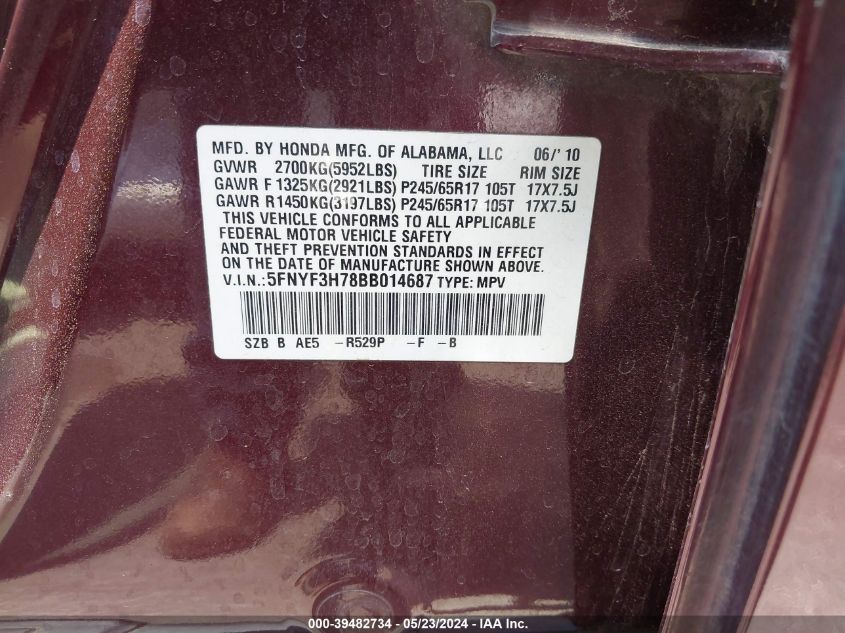 MFD. BY HONDA MFG. OF ALABAMA, LLC 06/'10
GVWR 2700KG(5952LBS) TIRE SIZE RIM SIZE
GAWR F 1325KG(2921LBS) P245/65R17 105T 17X7.5J
GAWR R 1450KG(3197LBS) P245/65R17 105T 17X7.5J
THIS VEHICLE CONFORMS TO ALL APPLICABLE
FEDERAL MOTOR VEHICLE SAFETY
AND THEFT PREVENTION STANDARDS IN EFFECT
ON THE DATE OF MANUFACTURE SHOWN ABOVE.
V.I.N.: 5FNYF3H78BB014687 TYPE: MPV
SZB B AE5 -R529P -F -B
000-39482734 — 05/23/2024 — IAA Inc.